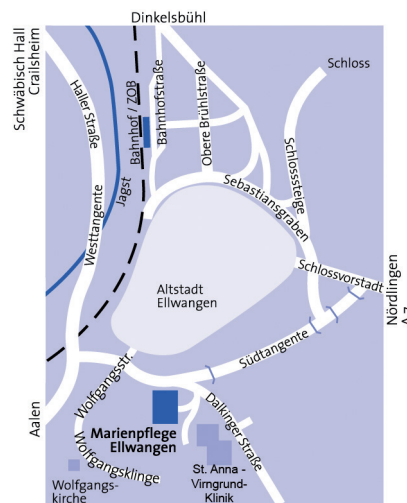 Dinkelsbühl
Schwäbisch Hall
Crailsheim
Haller Straße
Bahnhof / ZOB
Bahnhofstraße
Obere Brühlstraße
Schloss
Schlosssteige
Jagst
Sebastiansgraben
Westtangente
Schlossvorstadt
Altstadt
Ellwangen
Nördlingen
A 7
Südtangente
Wolfgangsstr.
Aalen
Marienpflege
Ellwangen
Dalkinger Straße
Wolfgangsklinge
Wolfgangs-
kirche
St. Anna -
Virngrund-
Klinik